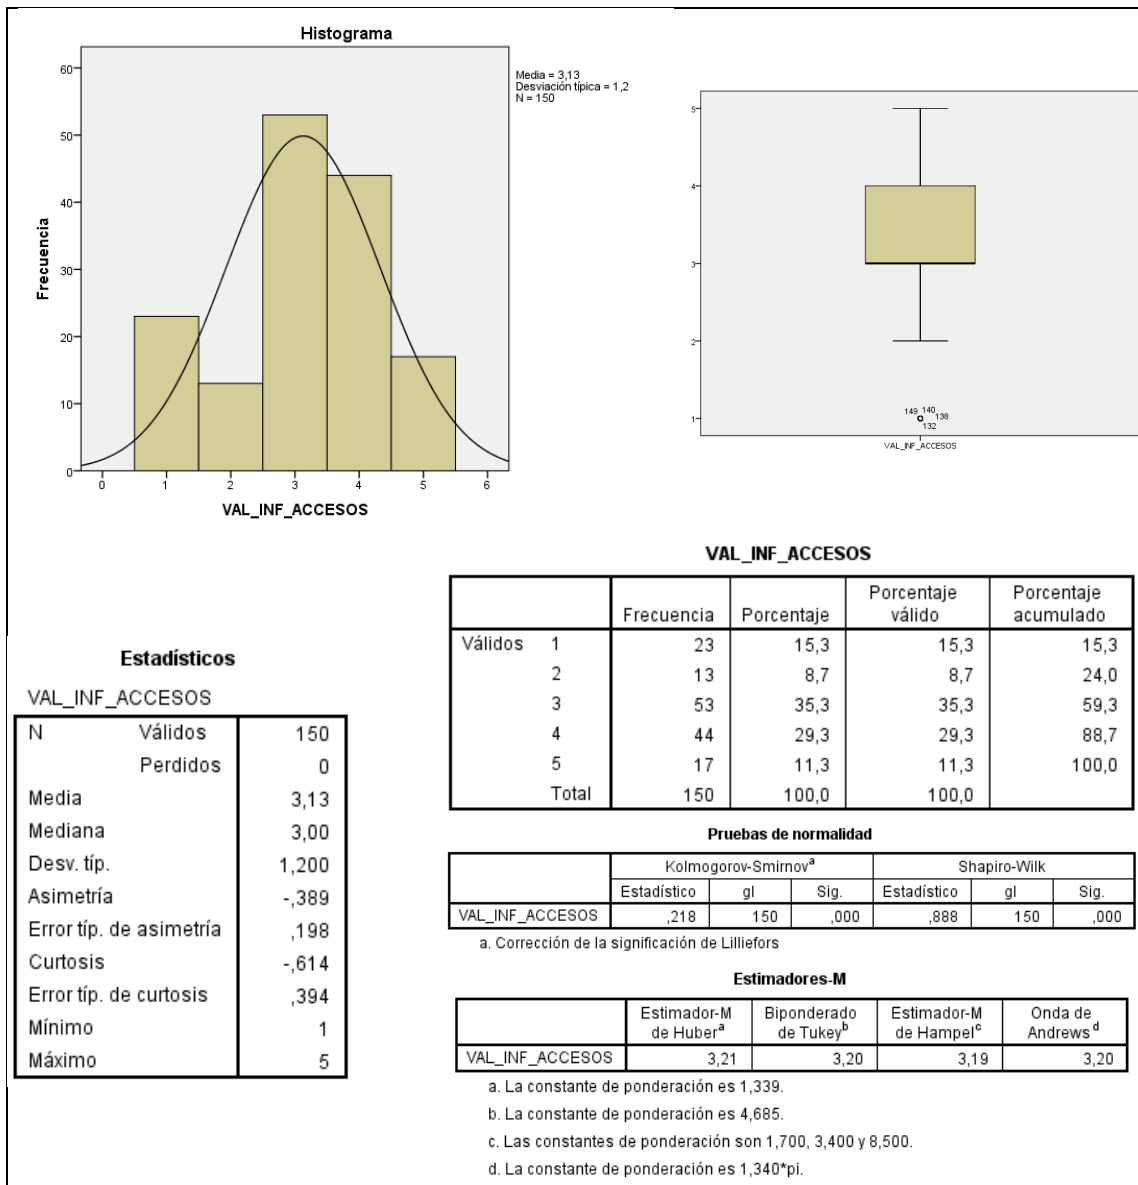 Histograma
Media = 3,13
Desviación típica = 1,2
N = 150
Frecuencia
60
50
40
30
20
10
0
0 1 2 3 4 5 6
VAL_INF_ACCESOS
5
4
3
2
1
149 140 138
132
VAL_INF_ACCESOS
Estadísticos
VAL_INF_ACCESOS
N Válidos 150
Perdidos 0
Media 3,13
Mediana 3,00
Desv. típ. 1,200
Asimetría -,389
Error típ. de asimetría ,198
Curtosis -,614
Error típ. de curtosis ,394
Mínimo 1
Máximo 5
VAL_INF_ACCESOS
Frecuencia Porcentaje Porcentaje válido Porcentaje acumulado
Válidos 1 23 15,3 15,3 15,3
2 13 8,7 8,7 24,0
3 53 35,3 35,3 59,3
4 44 29,3 29,3 88,7
5 17 11,3 11,3 100,0
Total 150 100,0 100,0
Pruebas de normalidad
Kolmogorov-Smirnov a Shapiro-Wilk
Estadístico gl Sig. Estadístico gl Sig.
VAL_INF_ACCESOS ,218 150 ,000 ,888 150 ,000
a. Corrección de la significación de Lilliefors
Estimadores-M
Estimador-M de Huber a Biponderado de Tukey b Estimador-M de Hampel c Onda de Andrews d
VAL_INF_ACCESOS 3,21 3,20 3,19 3,20
a. La constante de ponderación es 1,339.
b. La constante de ponderación es 4,685.
c. Las constantes de ponderación son 1,700, 3,400 y 8,500.
d. La constante de ponderación es 1,340*pi.